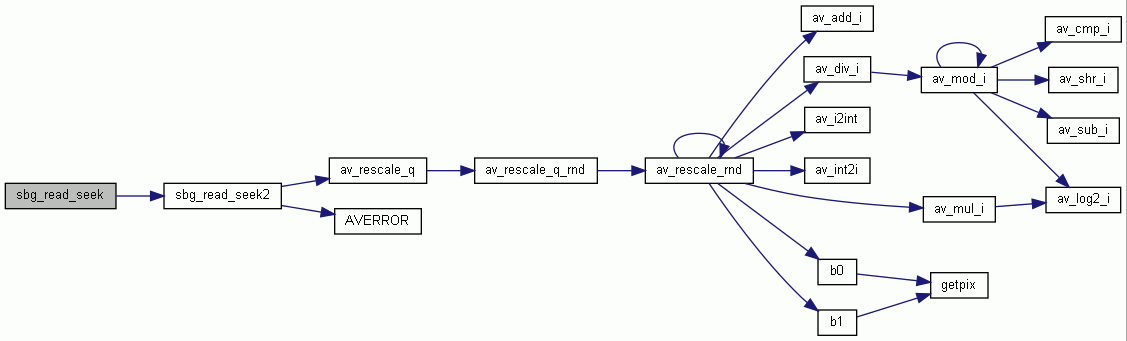 sbg_read_seek
sbg_read_seek2
av_rescale_q
AVERROR
av_rescale_q_rnd
av_rescale_rnd
av_add_i
av_div_i
av_i2int
av_int2i
av_mul_i
b0
b1
getpix
av_mod_i
av_cmp_i
av_shr_i
av_sub_i
av_log2_i